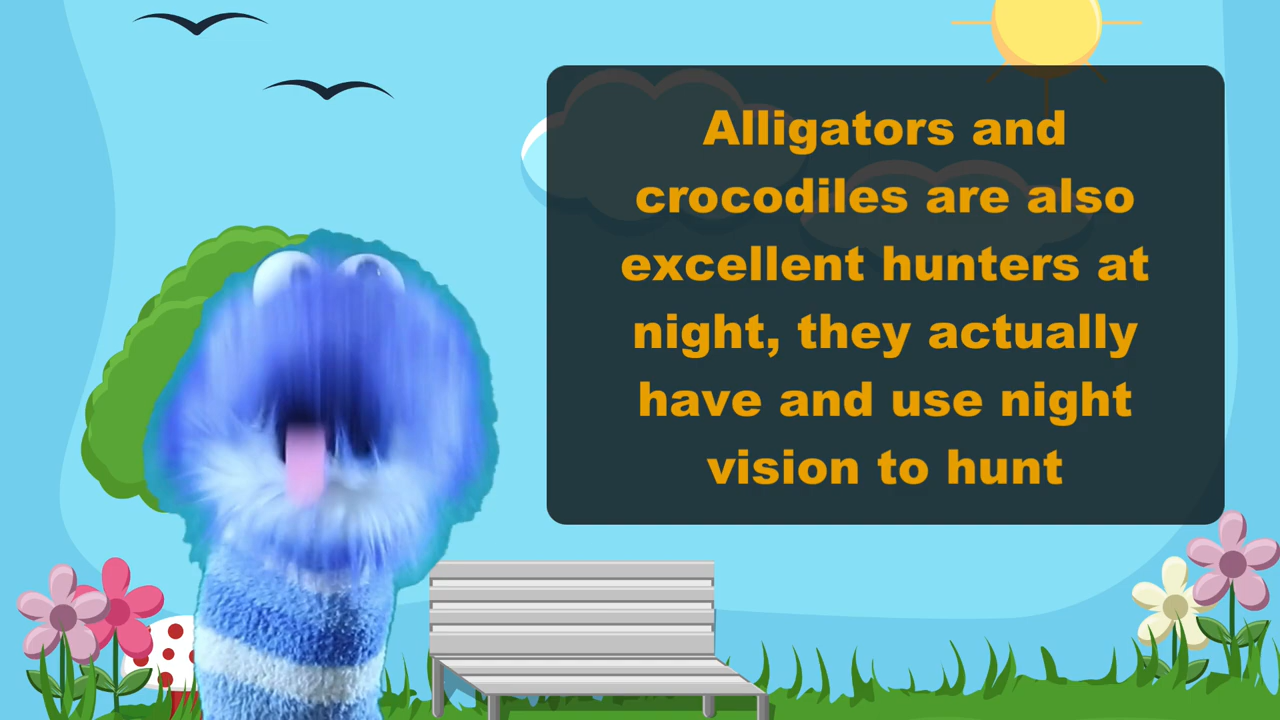 Alligators and
crocodiles are also
excellent hunters at
night, they actually
have and use night
vision to hunt